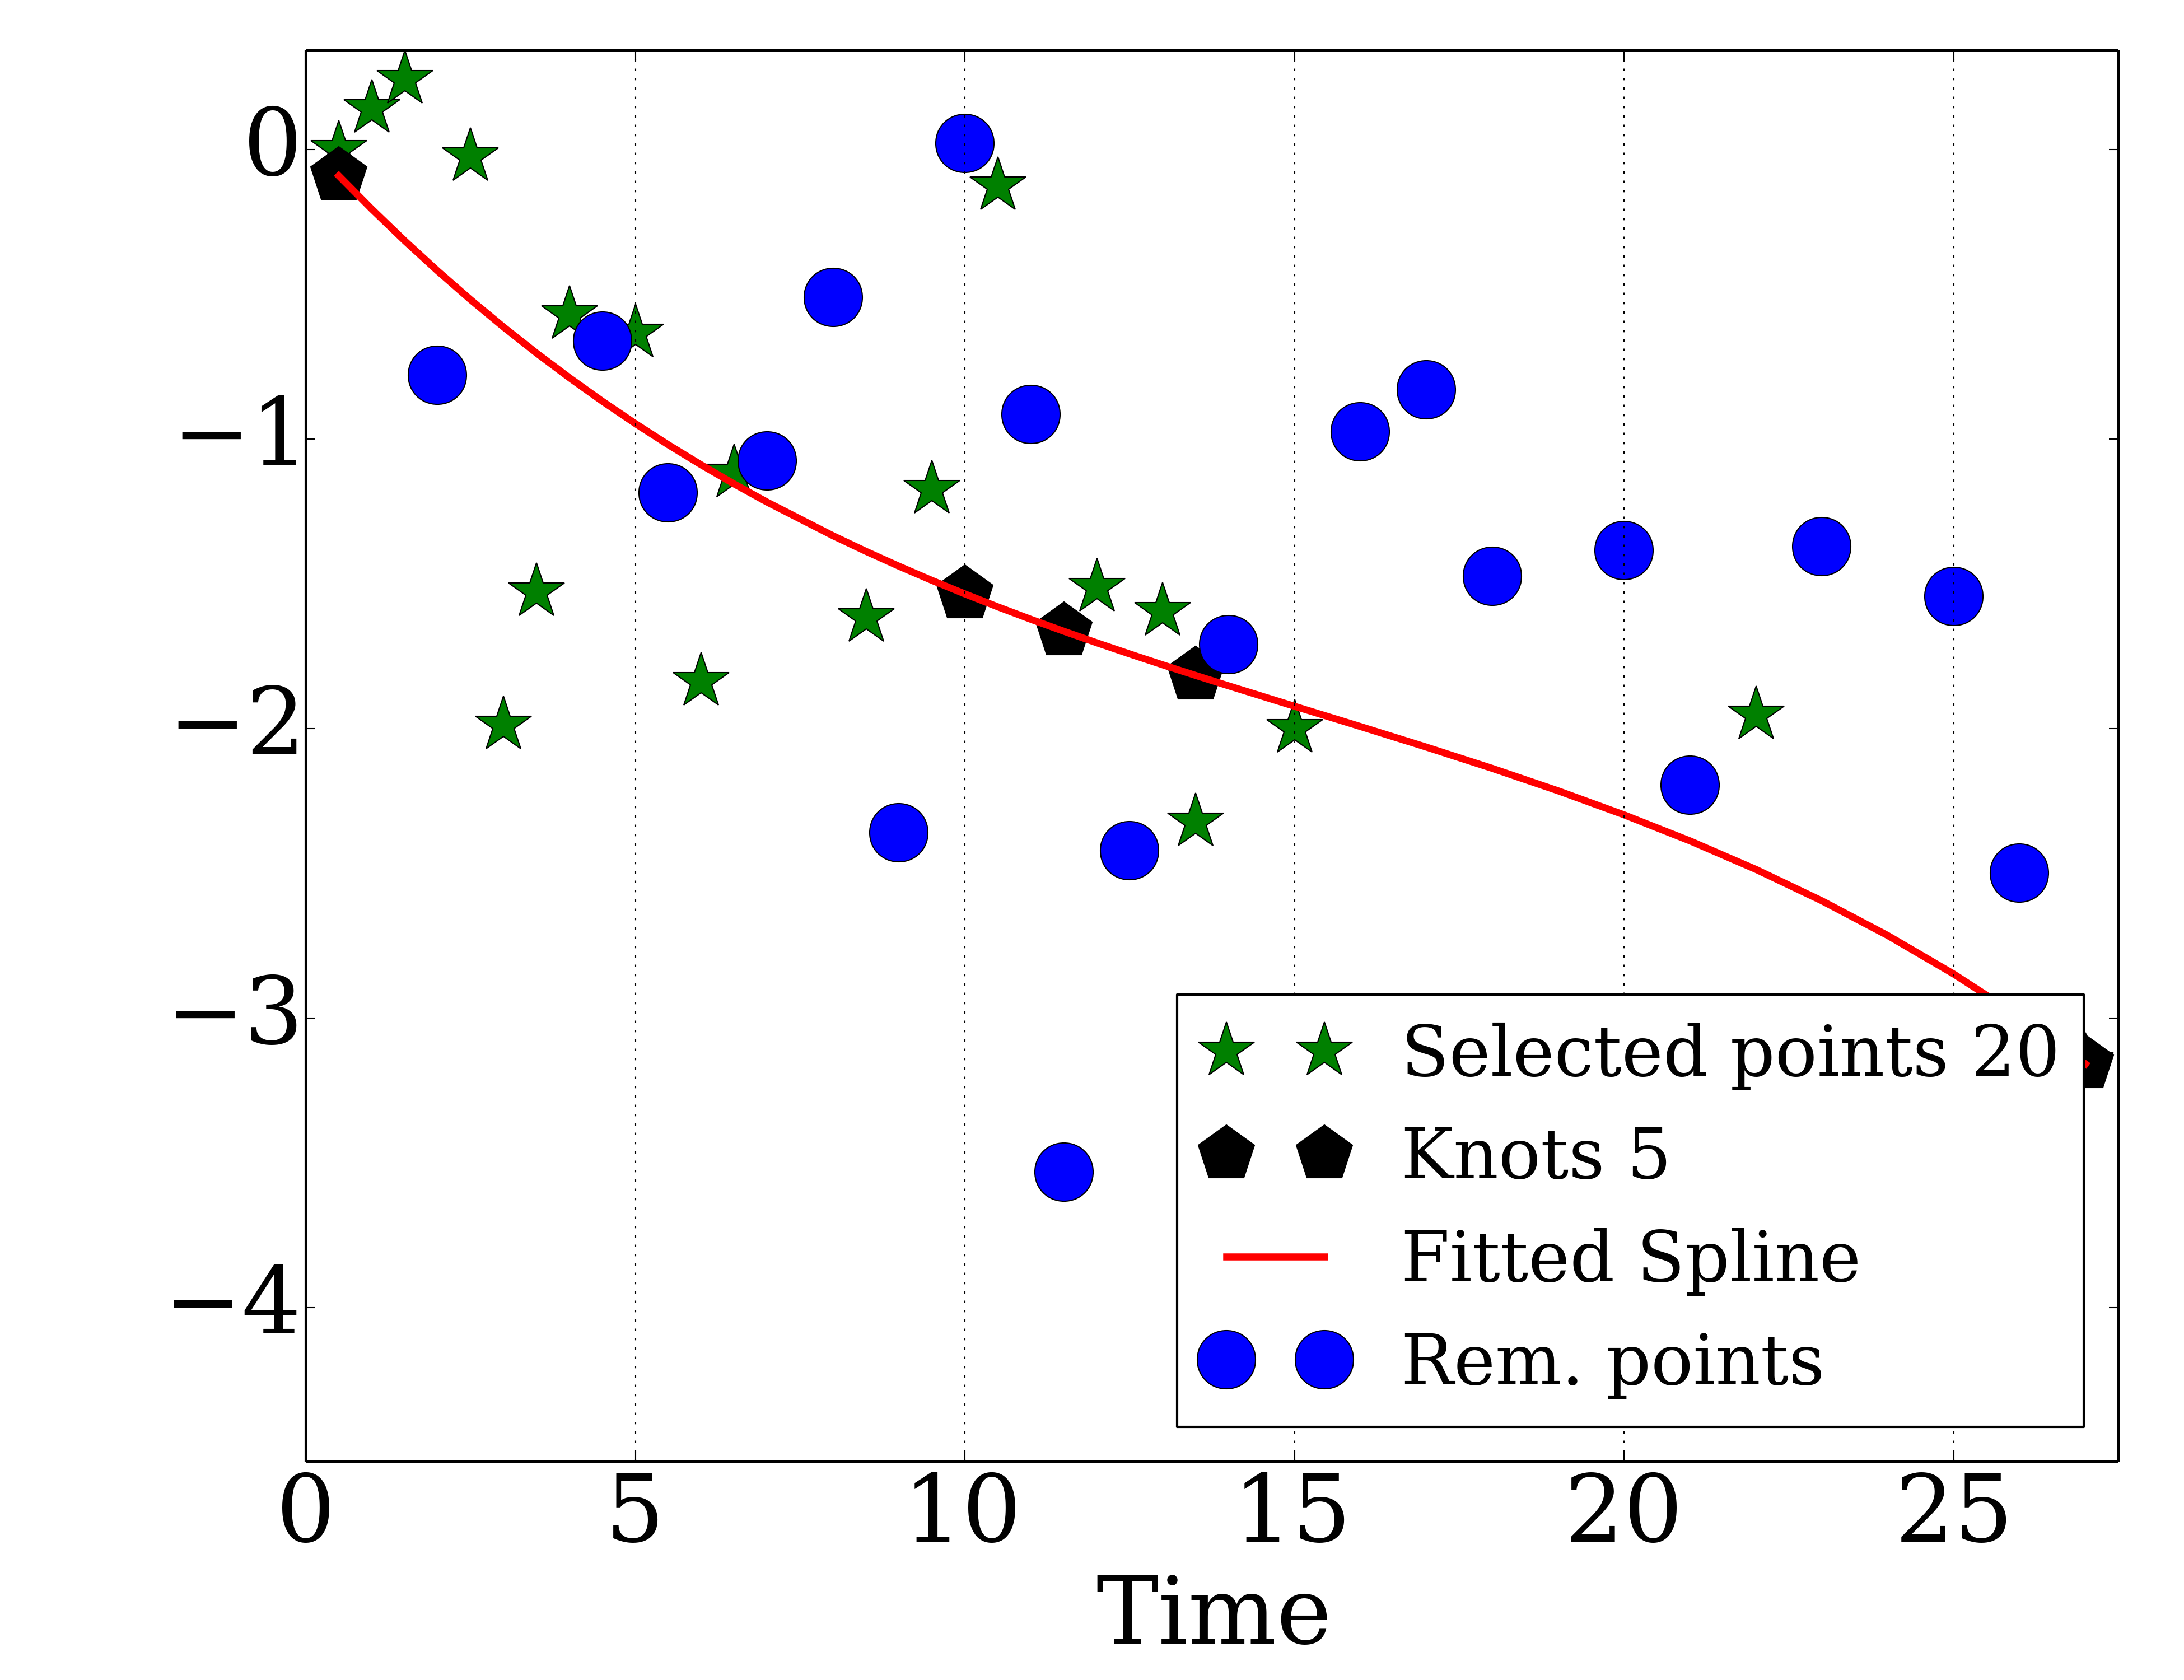 0
−1
−2
−3
−4
Selected points 20
Knots 5
Fitted Spline
Rem. points
0 5 10 15 20 25
Time